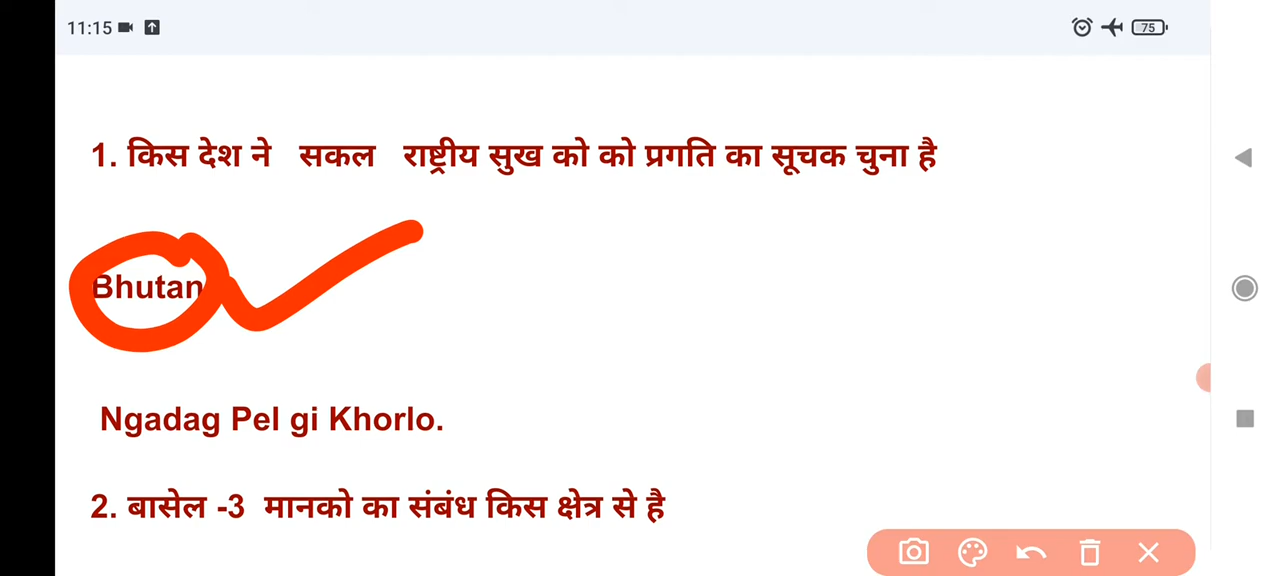 11:15
75
1. किस देश ने सकल राष्ट्रीय सुख को को प्रगति का सूचक चुना है
Bhutan
Ngadag Pel gi Khorlo.
2. बासेल -3 मानको का संबंध किस क्षेत्र से है